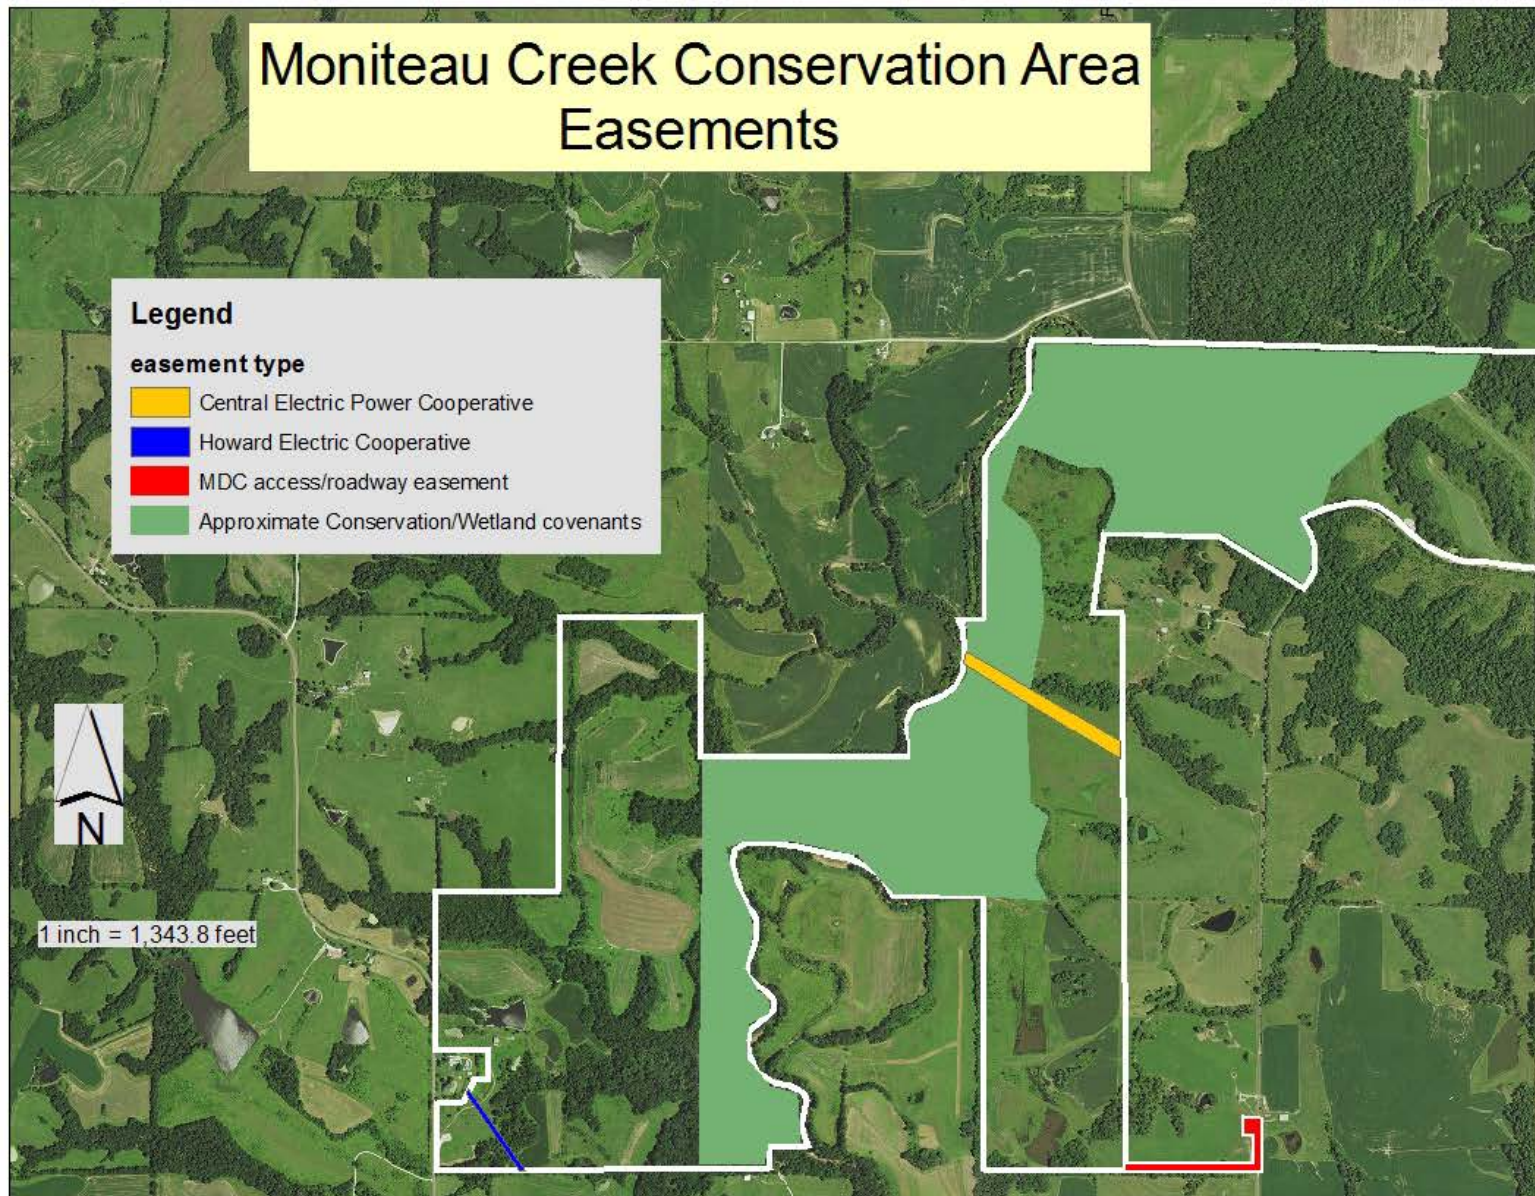 Moniteau Creek Conservation Area
Easements
Legend
easement type
Central Electric Power Cooperative
Howard Electric Cooperative
MDC access/roadway easement
Approximate Conservation/Wetland covenants
N
1 inch = 1,343.8 feet